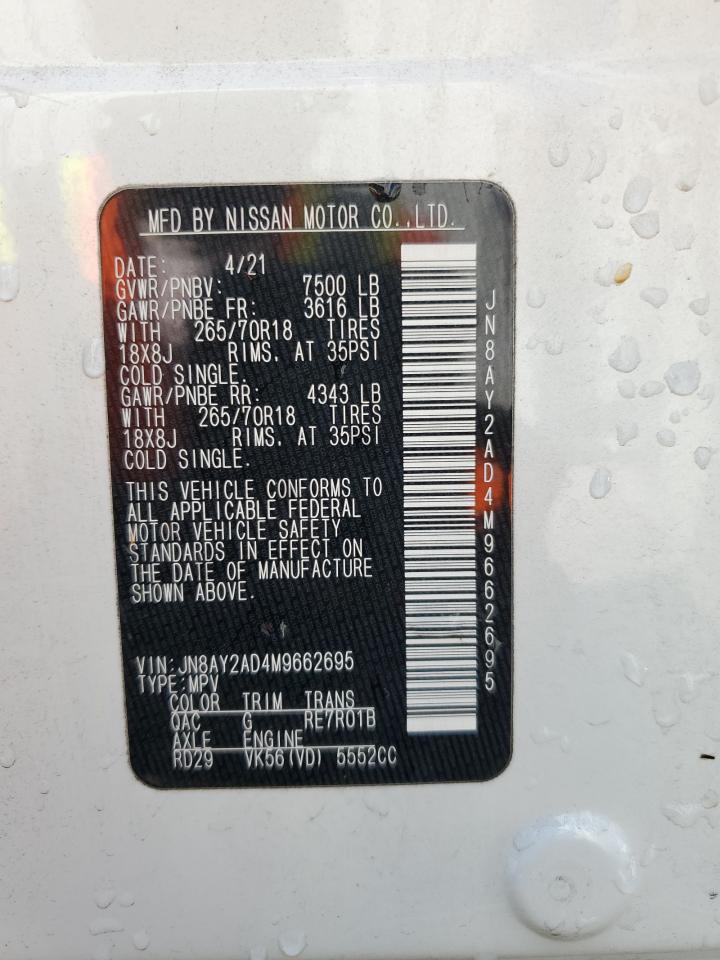 MFD BY NISSAN MOTOR CO.,LTD.
DATE: 4/21
GVWR/PNBV: 7500 LB
GAWR/PNBE FR: 3616 LB
WITH 265/70R18 TIRES
18X8J RIMS. AT 35PSI
COLD SINGLE.
GAWR/PNBE RR: 4343 LB
WITH 265/70R18 TIRES
18X8J RIMS. AT 35PSI
COLD SINGLE.
THIS VEHICLE CONFORMS TO
ALL APPLICABLE FEDERAL
MOTOR VEHICLE SAFETY
STANDARDS IN EFFECT ON
THE DATE OF MANUFACTURE
SHOWN ABOVE.
VIN:JN8AY2AD4M9662695
TYPE:MPV
COLOR TRIM TRANS
QAC G RE7R01B
AXLE ENGINE
RD29 VK56(VD) 5552CC
JN8AY2AD4M9662695